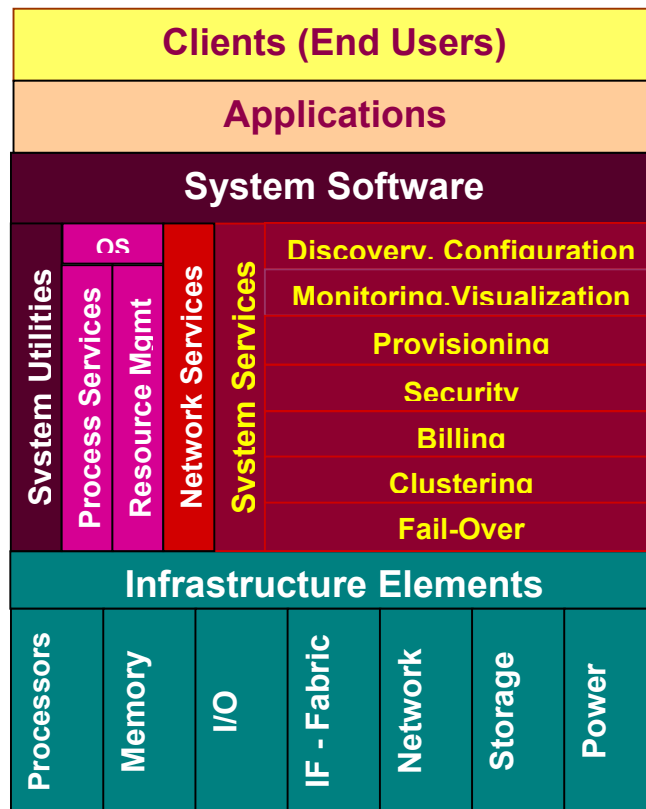 Clients (End Users)
Applications
System Software
System Utilities
OS
Process Services
Resource Mgmt
Network Services
System Services
Discovery, Configuration
Monitoring,Visualization
Provisioning
Security
Billing
Clustering
Fail-Over
Infrastructure Elements
Processors
Memory
I/O
IF - Fabric
Network
Storage
Power